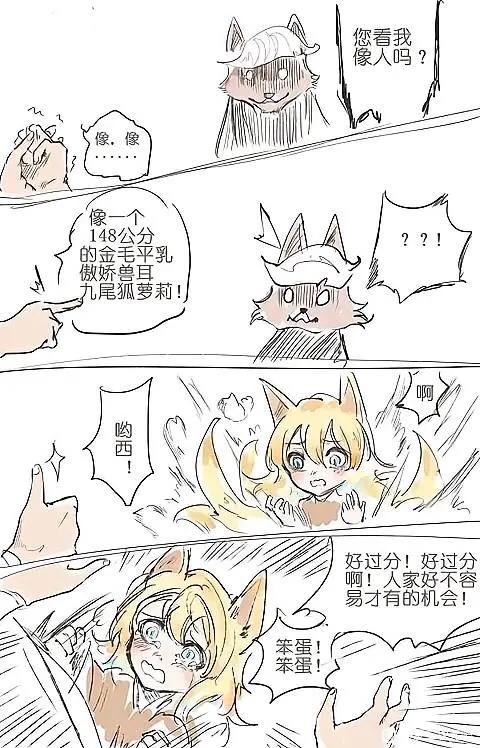 您看我
像人吗？
像．像
······
像一个
148公分
的金毛平乳
傲娇兽耳
九尾狐萝莉！
？？！
哟
西！
啊
好过分！好过分
啊！人家好不容
易才有的机会！
笨蛋！
笨蛋！